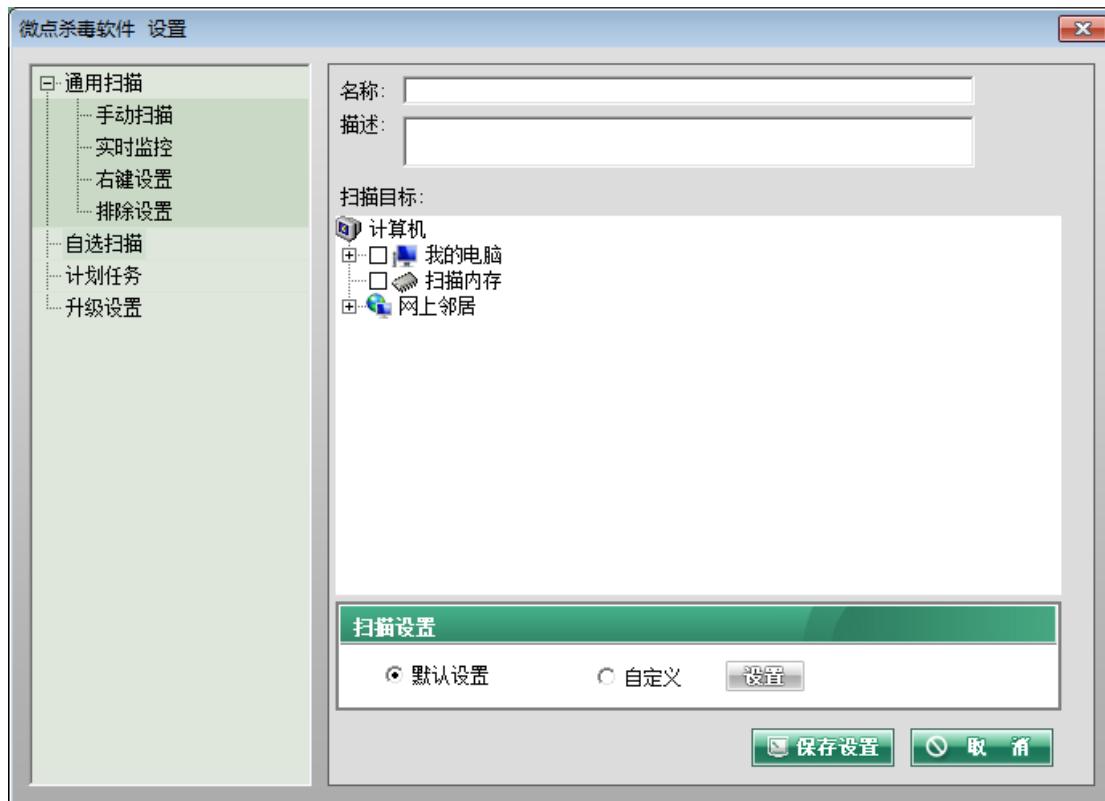 微点杀毒软件 设置
通用扫描
手动扫描
实时监控
右键设置
排除设置
自选扫描
计划任务
升级设置
名称:
描述:
扫描目标:
计算机
我的电脑
扫描内存
网上邻居
扫描设置
默认设置
自定义
设置
保存设置
取 消